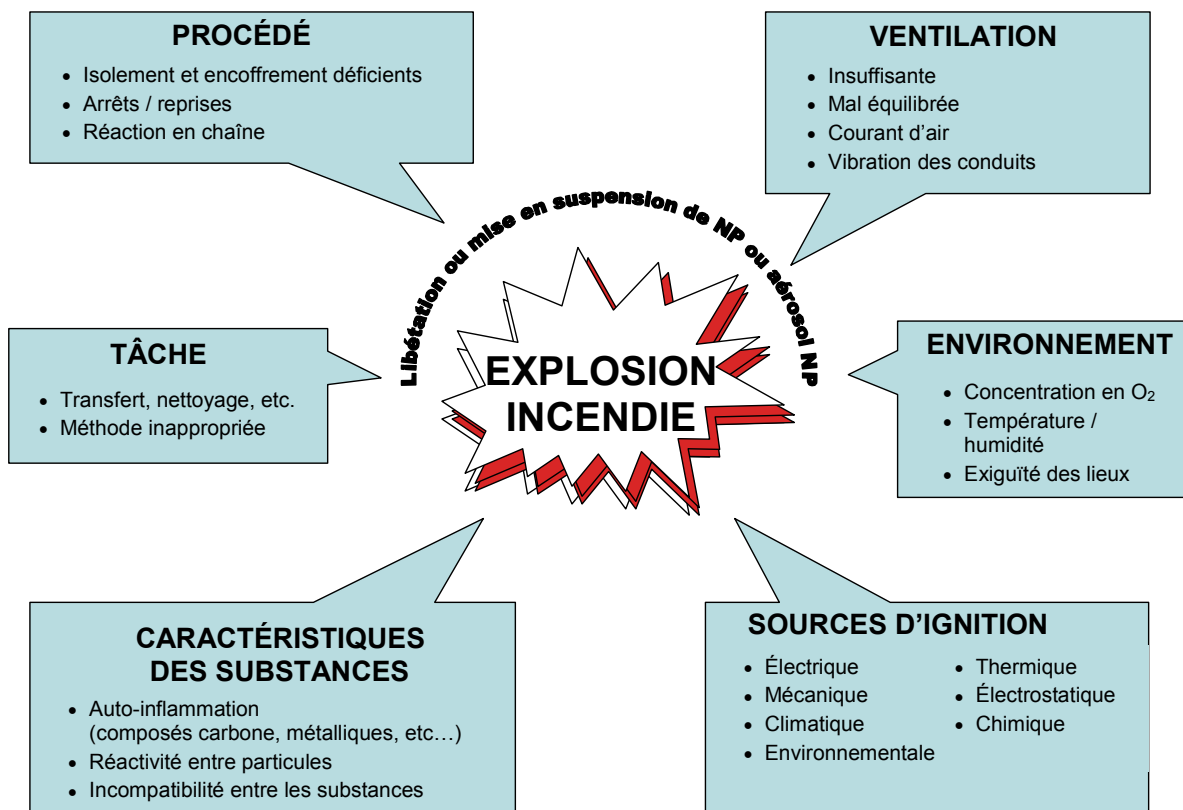 PROCÉDÉ
• Isolement et encoffrement déficients
• Arrêts / reprises
• Réaction en chaîne
VENTILATION
• Insuffisante
• Mal équilibrée
• Courant d'air
• Vibration des conduits
Libétation ou mise en suspension de NP ou aérosol NP
TÂCHE
• Transfert, nettoyage, etc.
• Méthode inappropriée
EXPLOSION
INCENDIE
ENVIRONNEMENT
• Concentration en O₂
• Température /
humidité
• Exiguïté des lieux
CARACTÉRISTIQUES
DES SUBSTANCES
• Auto-inflammation
(composés carbone, métalliques, etc…)
• Réactivité entre particules
• Incompatibilité entre les substances
SOURCES D'IGNITION
• Électrique
• Mécanique
• Climatique
• Environnementale
• Thermique
• Électrostatique
• Chimique